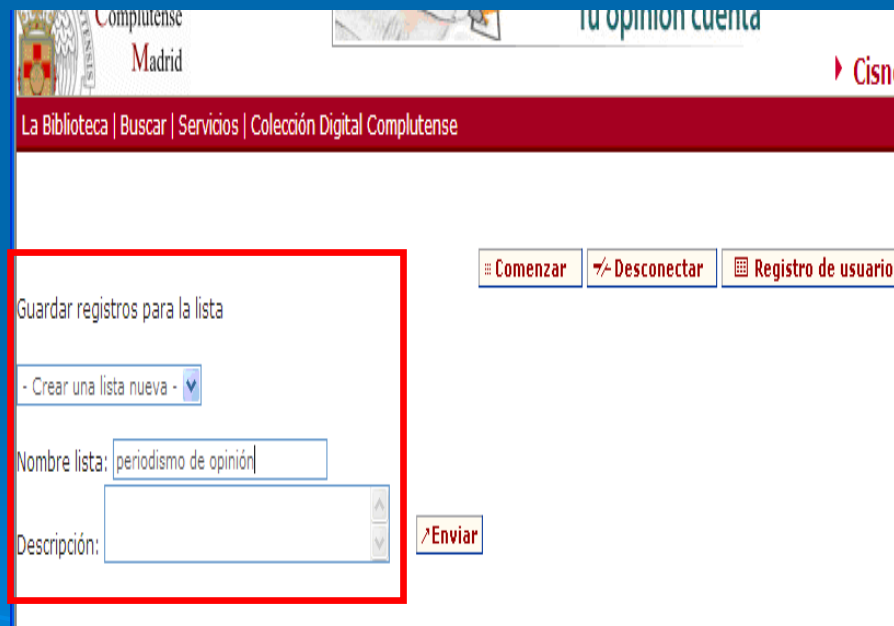 Complutense
Madrid
Tu opinión cuenta
La Biblioteca | Buscar | Servicios | Colección Digital Complutense
Comenzar
Desconectar
Registro de usuario
Guardar registros para la lista
- Crear una lista nueva -
Nombre lista: periodismo de opinión
Descripción:
Enviar